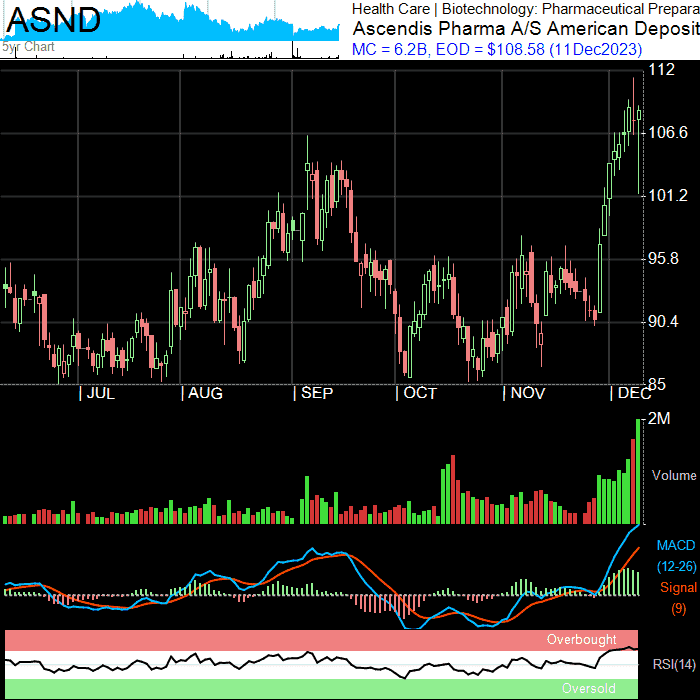 ASND
5yr Chart
Health Care | Biotechnology: Pharmaceutical Prepara
Ascendis Pharma A/S American Deposit
MC = 6.2B, EOD = $108.58 (11Dec2023)
112
106.6
101.2
95.8
90.4
85
| JUL | AUG | SEP | OCT | NOV | DEC
2M
Volume
MACD
(12-26)
Signal
(9)
Overbought
RSI(14)
Oversold